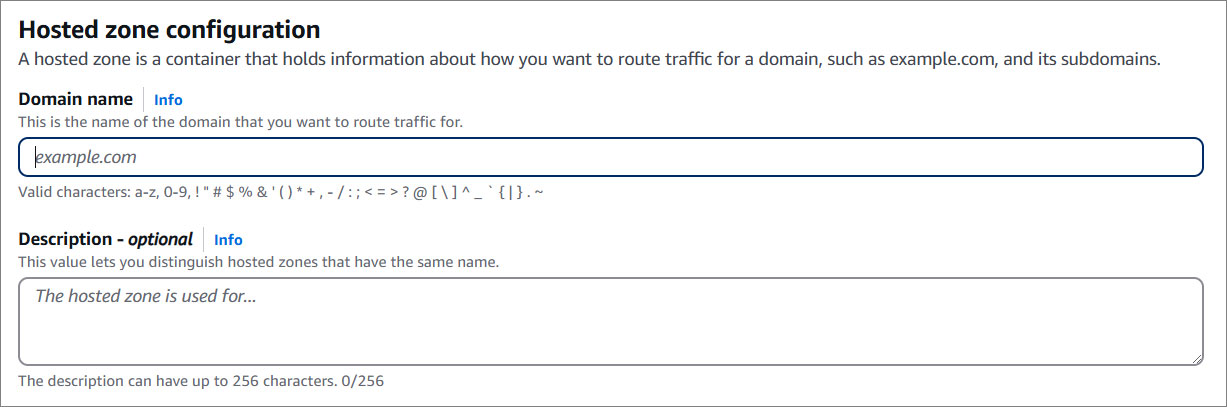 Hosted zone configuration
A hosted zone is a container that holds information about how you want to route traffic for a domain, such as example.com, and its subdomains.
Domain name Info
This is the name of the domain that you want to route traffic for.
example.com
Valid characters: a-z, 0-9, ! " # $ % & ' ( ) * + , - / : ; < = > ? @ [ \ ] ^ _ ` { | } . ~
Description - optional Info
This value lets you distinguish hosted zones that have the same name.
The hosted zone is used for...
The description can have up to 256 characters. 0/256